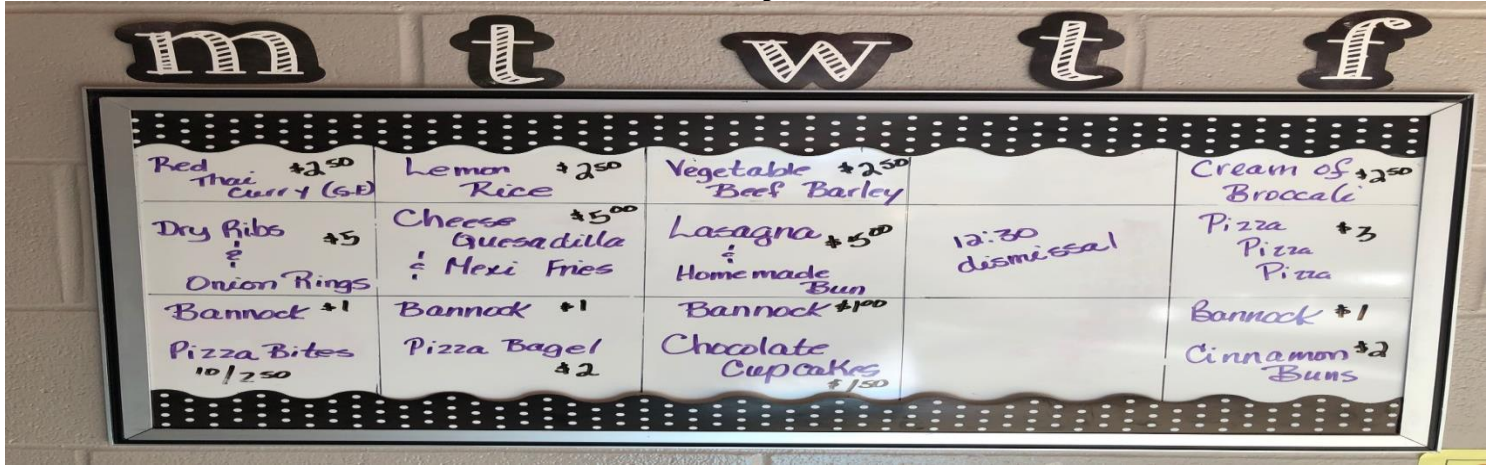 m t w t f
Red $2.50
Thai
Curry (G.F)
Dry Ribs $5
&
Onion Rings
Bannock $1
Pizza Bites
10/2.50
Lemon $2.50
Rice
Cheese $5.00
Quesadilla
& Mexi Fries
Bannock $1
Pizza Bagel
$2
Vegetable $2.50
Beef Barley
Lasagna $5.00
&
Homemade
Bun
Bannock $1.00
Chocolate
Cupcakes
$1.50
12:30
dismissal
Cream of $2.50
Broccali
Pizza $3
Pizza
Pizza
Bannock $1
Cinnamon $2
Buns